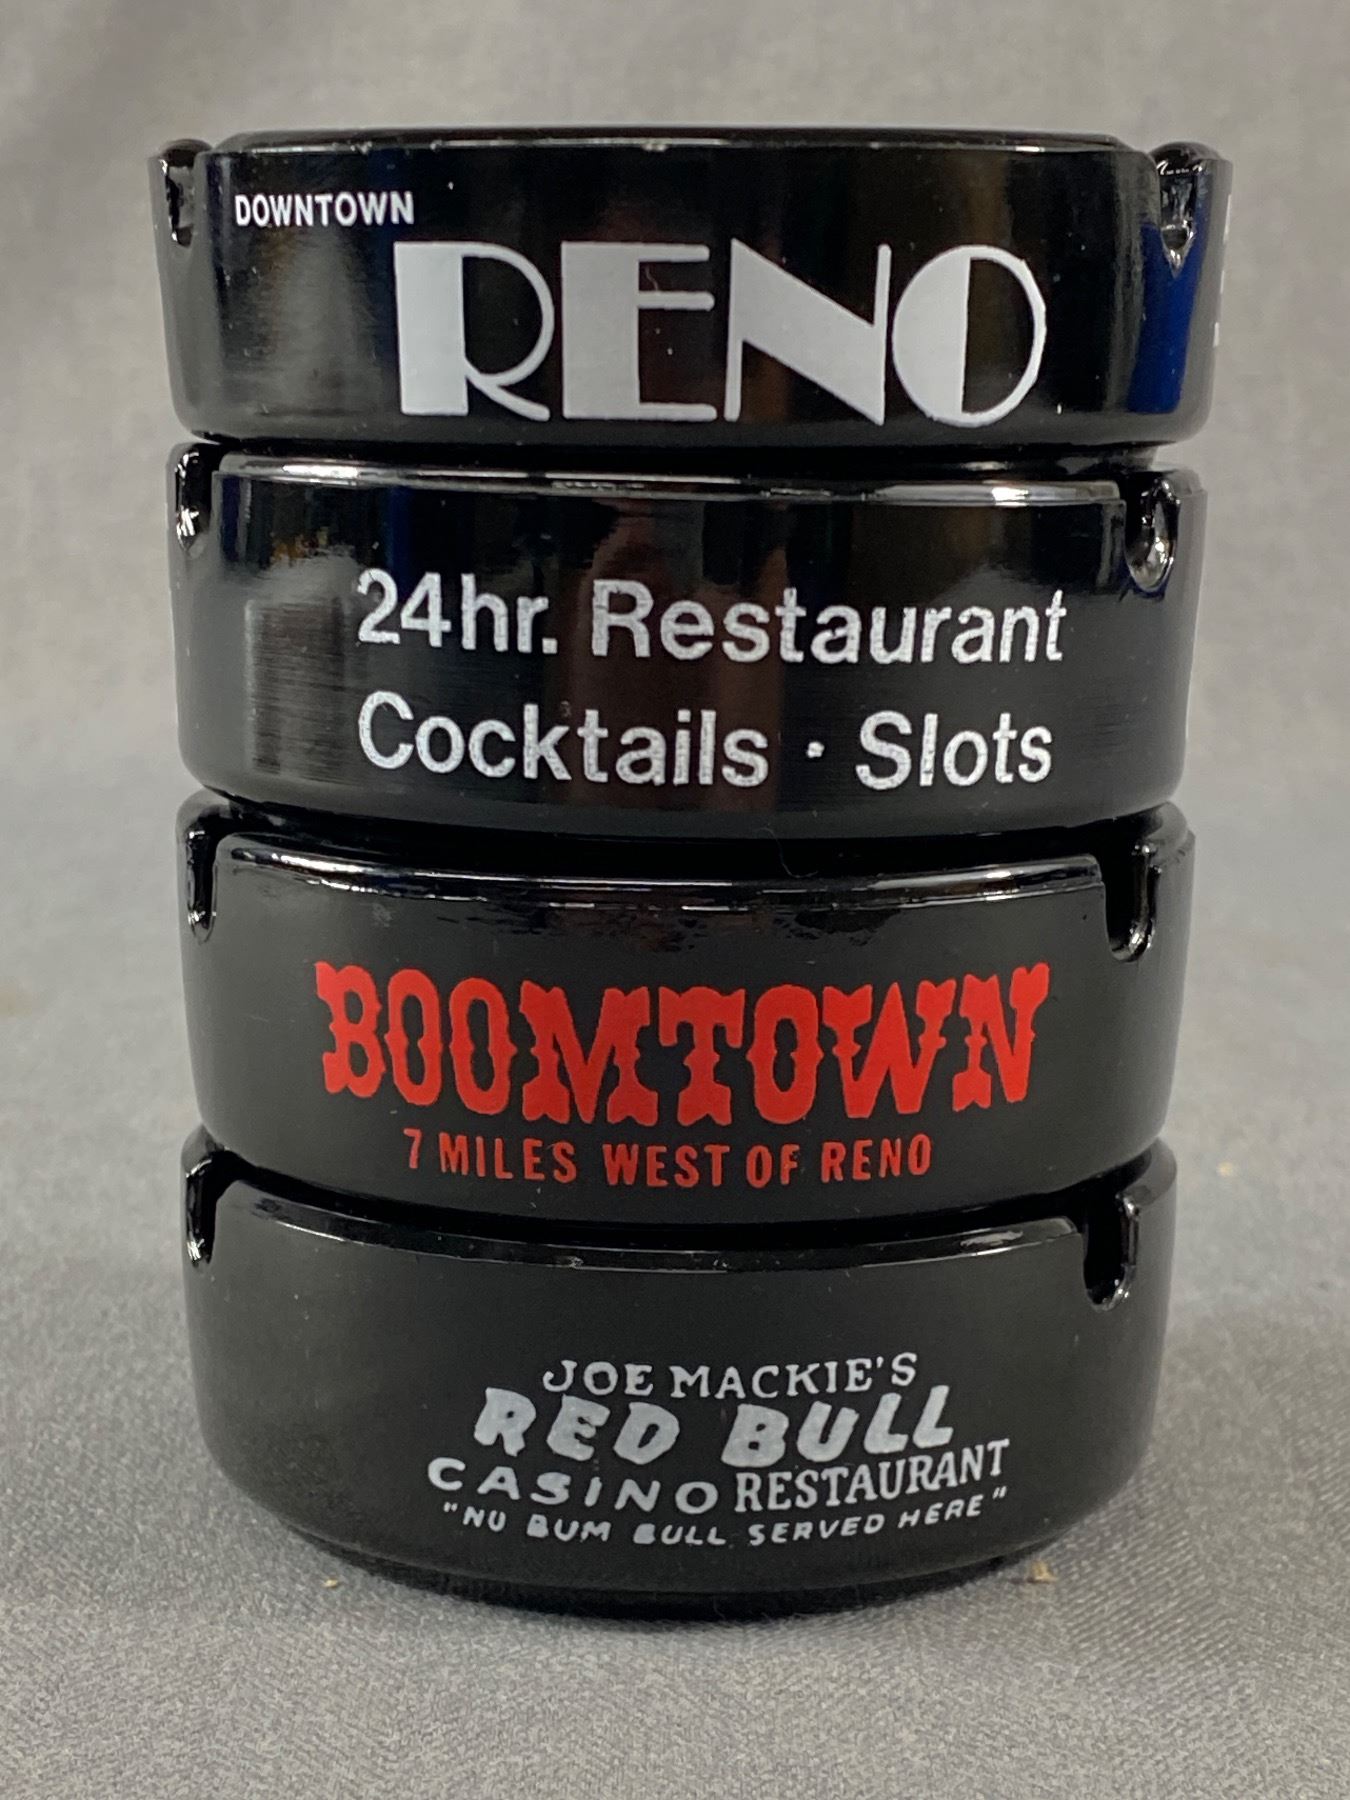 DOWNTOWN
RENO
24hr. Restaurant
Cocktails · Slots
BOOMTOWN
7 MILES WEST OF RENO
JOE MACKIE'S
RED BULL
CASINO RESTAURANT
"NU BUM BULL SERVED HERE"